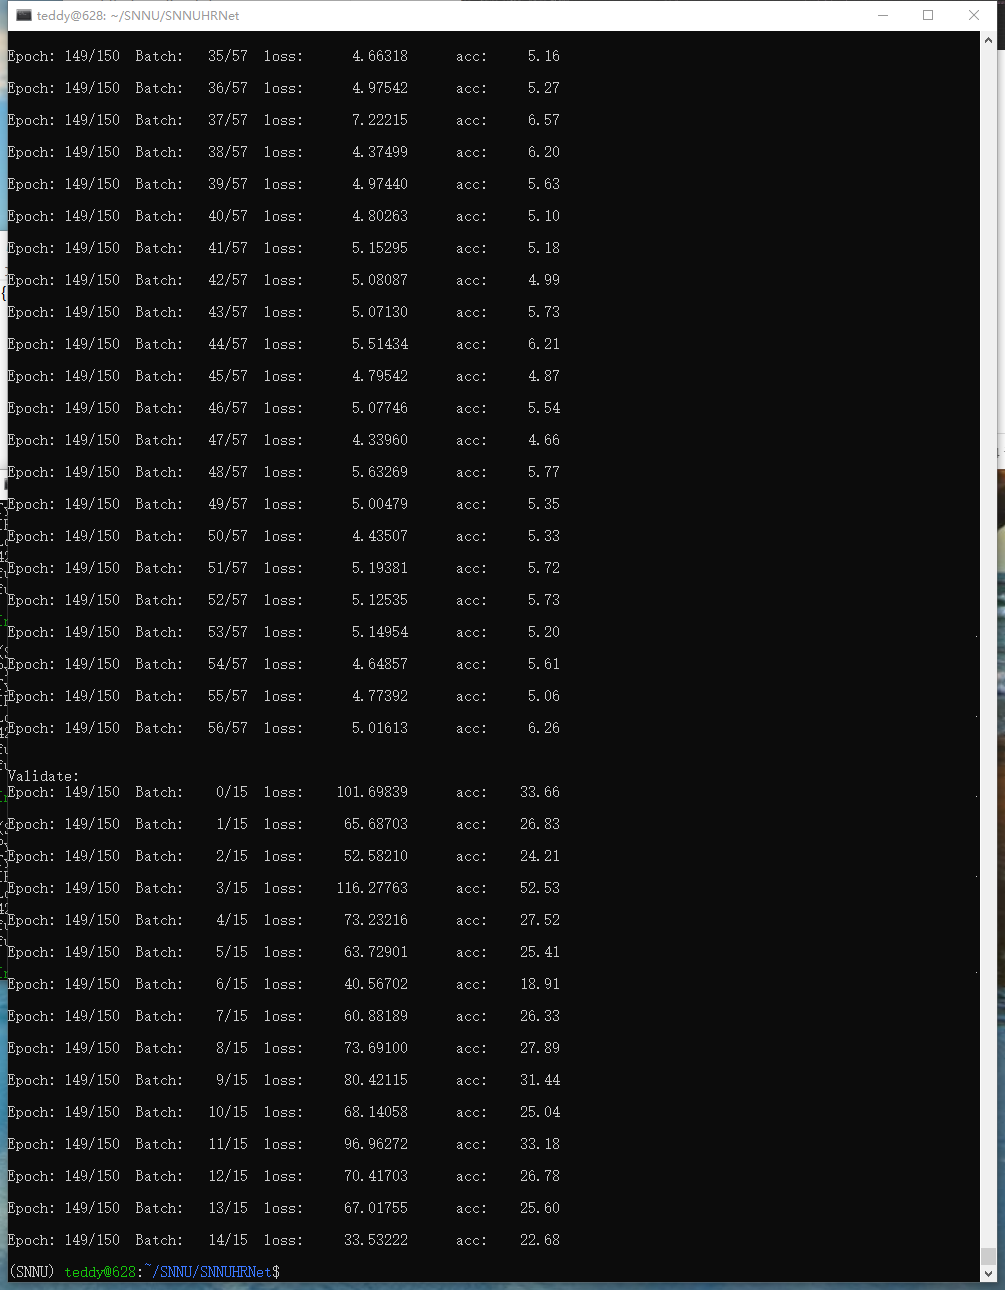 teddy@628: ~/SNNU/SNNUHRNet
Epoch: 149/150 Batch: 35/57 loss: 4.66318 acc: 5.16
Epoch: 149/150 Batch: 36/57 loss: 4.97542 acc: 5.27
Epoch: 149/150 Batch: 37/57 loss: 7.22215 acc: 6.57
Epoch: 149/150 Batch: 38/57 loss: 4.37499 acc: 6.20
Epoch: 149/150 Batch: 39/57 loss: 4.97440 acc: 5.63
Epoch: 149/150 Batch: 40/57 loss: 4.80263 acc: 5.10
Epoch: 149/150 Batch: 41/57 loss: 5.15295 acc: 5.18
Epoch: 149/150 Batch: 42/57 loss: 5.08087 acc: 4.99
Epoch: 149/150 Batch: 43/57 loss: 5.07130 acc: 5.73
Epoch: 149/150 Batch: 44/57 loss: 5.51434 acc: 6.21
Epoch: 149/150 Batch: 45/57 loss: 4.79542 acc: 4.87
Epoch: 149/150 Batch: 46/57 loss: 5.07746 acc: 5.54
Epoch: 149/150 Batch: 47/57 loss: 4.33960 acc: 4.66
Epoch: 149/150 Batch: 48/57 loss: 5.63269 acc: 5.77
Epoch: 149/150 Batch: 49/57 loss: 5.00479 acc: 5.35
Epoch: 149/150 Batch: 50/57 loss: 4.43507 acc: 5.33
Epoch: 149/150 Batch: 51/57 loss: 5.19381 acc: 5.72
Epoch: 149/150 Batch: 52/57 loss: 5.12535 acc: 5.73
Epoch: 149/150 Batch: 53/57 loss: 5.14954 acc: 5.20
Epoch: 149/150 Batch: 54/57 loss: 4.64857 acc: 5.61
Epoch: 149/150 Batch: 55/57 loss: 4.77392 acc: 5.06
Epoch: 149/150 Batch: 56/57 loss: 5.01613 acc: 6.26
Validate:
Epoch: 149/150 Batch: 0/15 loss: 101.69839 acc: 33.66
Epoch: 149/150 Batch: 1/15 loss: 65.68703 acc: 26.83
Epoch: 149/150 Batch: 2/15 loss: 52.58210 acc: 24.21
Epoch: 149/150 Batch: 3/15 loss: 116.27763 acc: 52.53
Epoch: 149/150 Batch: 4/15 loss: 73.23216 acc: 27.52
Epoch: 149/150 Batch: 5/15 loss: 63.72901 acc: 25.41
Epoch: 149/150 Batch: 6/15 loss: 40.56702 acc: 18.91
Epoch: 149/150 Batch: 7/15 loss: 60.88189 acc: 26.33
Epoch: 149/150 Batch: 8/15 loss: 73.69100 acc: 27.89
Epoch: 149/150 Batch: 9/15 loss: 80.42115 acc: 31.44
Epoch: 149/150 Batch: 10/15 loss: 68.14058 acc: 25.04
Epoch: 149/150 Batch: 11/15 loss: 96.96272 acc: 33.18
Epoch: 149/150 Batch: 12/15 loss: 70.41703 acc: 26.78
Epoch: 149/150 Batch: 13/15 loss: 67.01755 acc: 25.60
Epoch: 149/150 Batch: 14/15 loss: 33.53222 acc: 22.68
(SNNU) teddy@628:~/SNNU/SNNUHRNet$